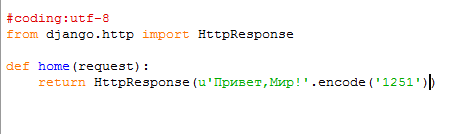 #coding:utf-8
from django.http import HttpResponse
def home(request):
return HttpResponse(u'Привет,Мир!'.encode('1251'))